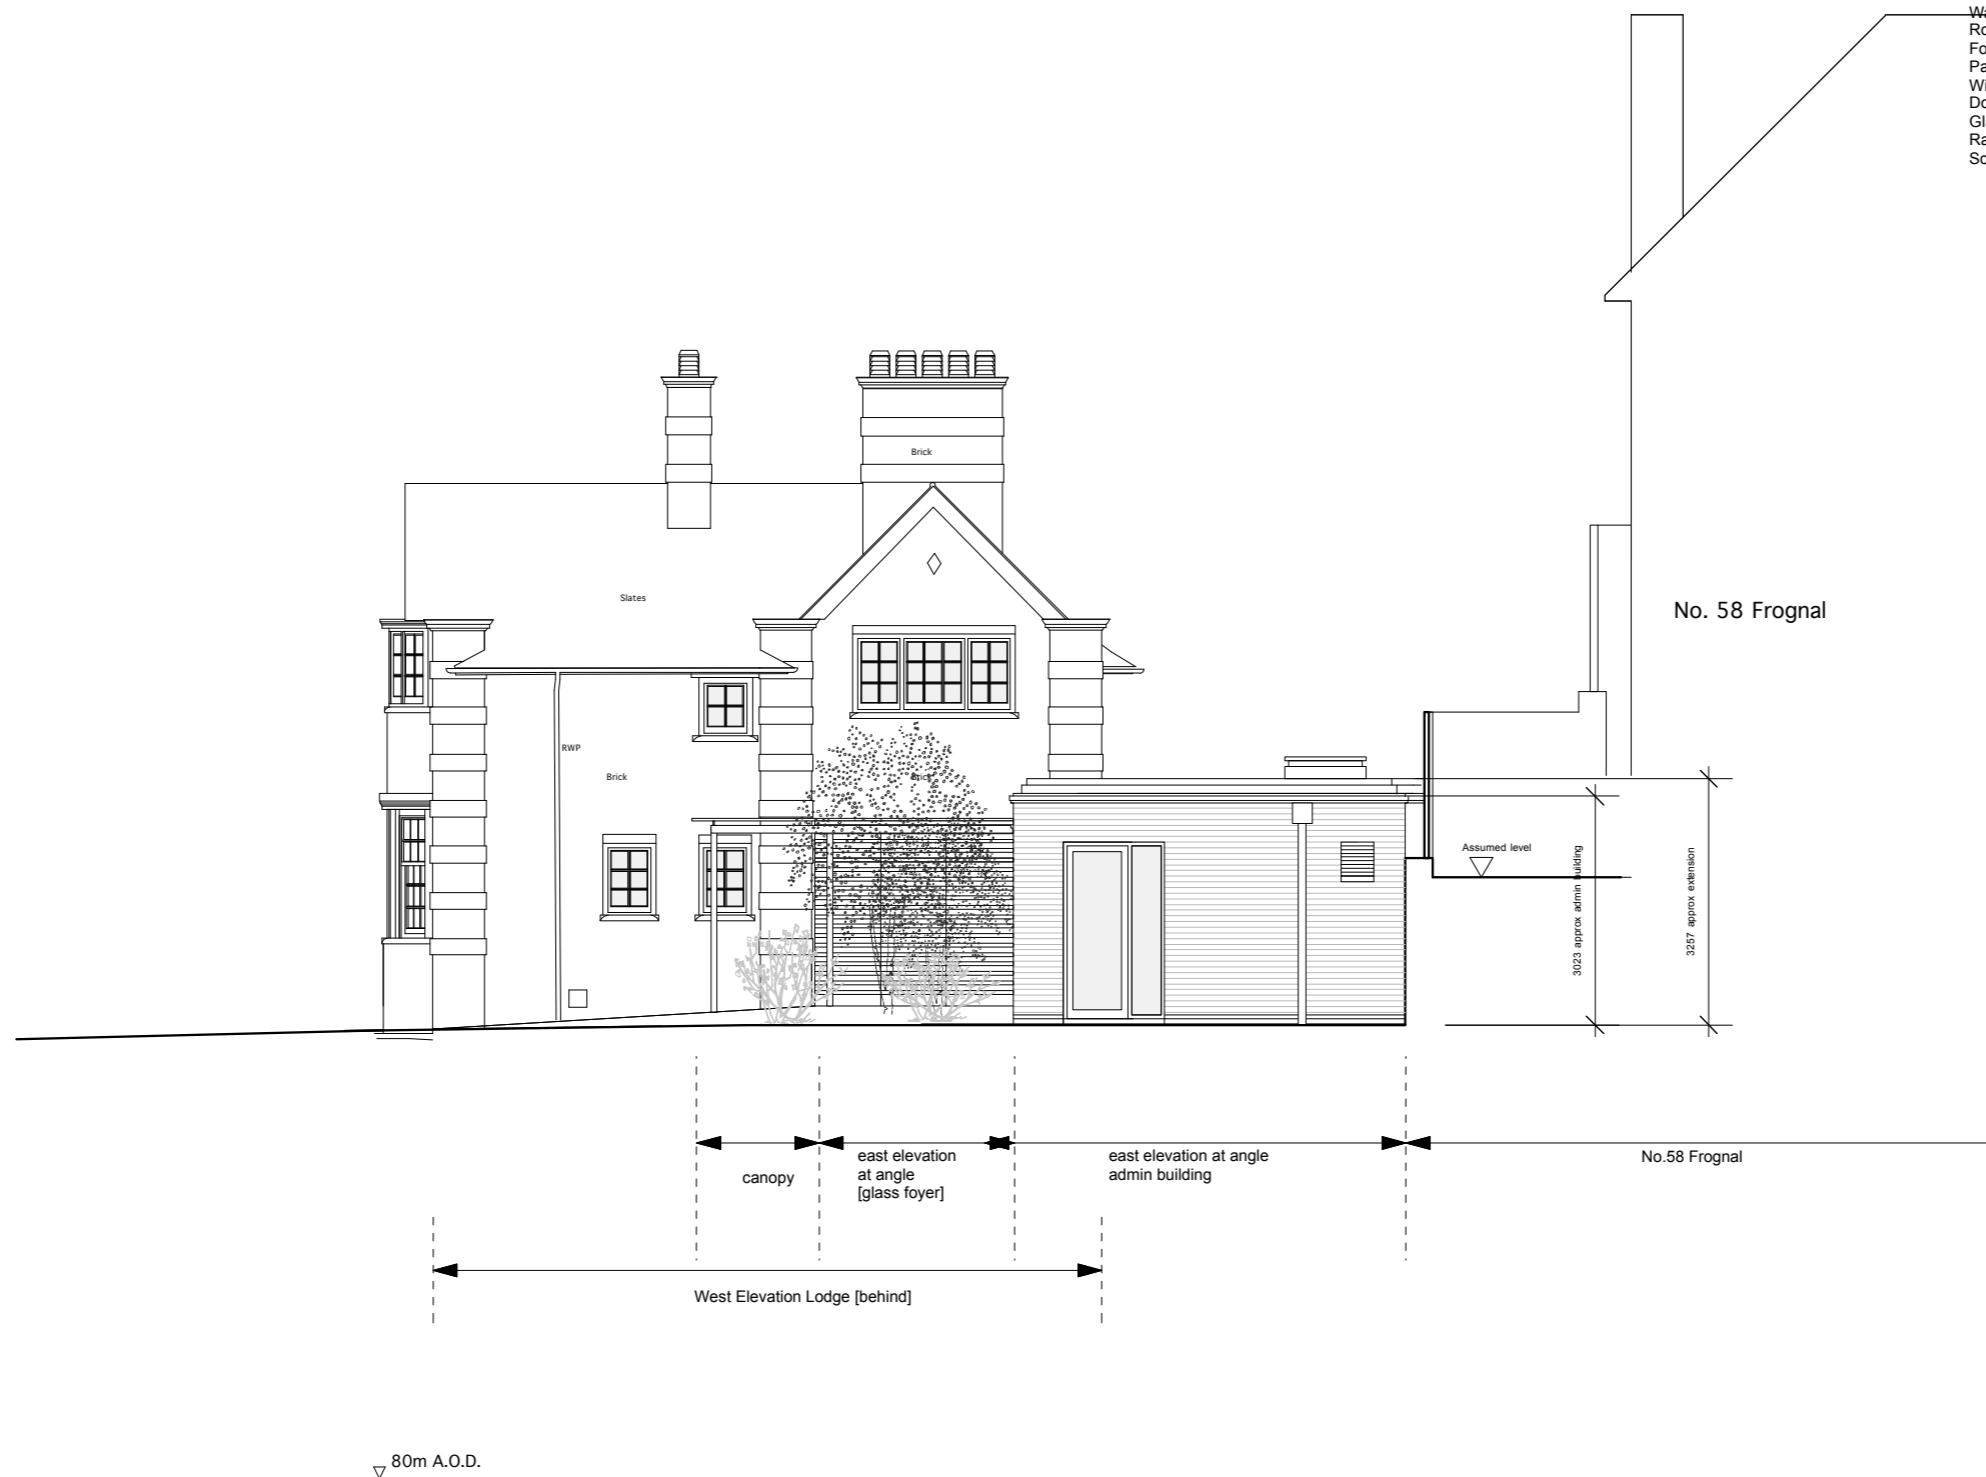 Brick
Slates
No. 58 Frognal
RWP
Brick
Brick
Assumed level
3023 approx admin building
3257 approx extension
canopy
east elevation
at angle
[glass foyer]
east elevation at angle
admin building
No.58 Frognal
West Elevation Lodge [behind]
80m A.O.D.